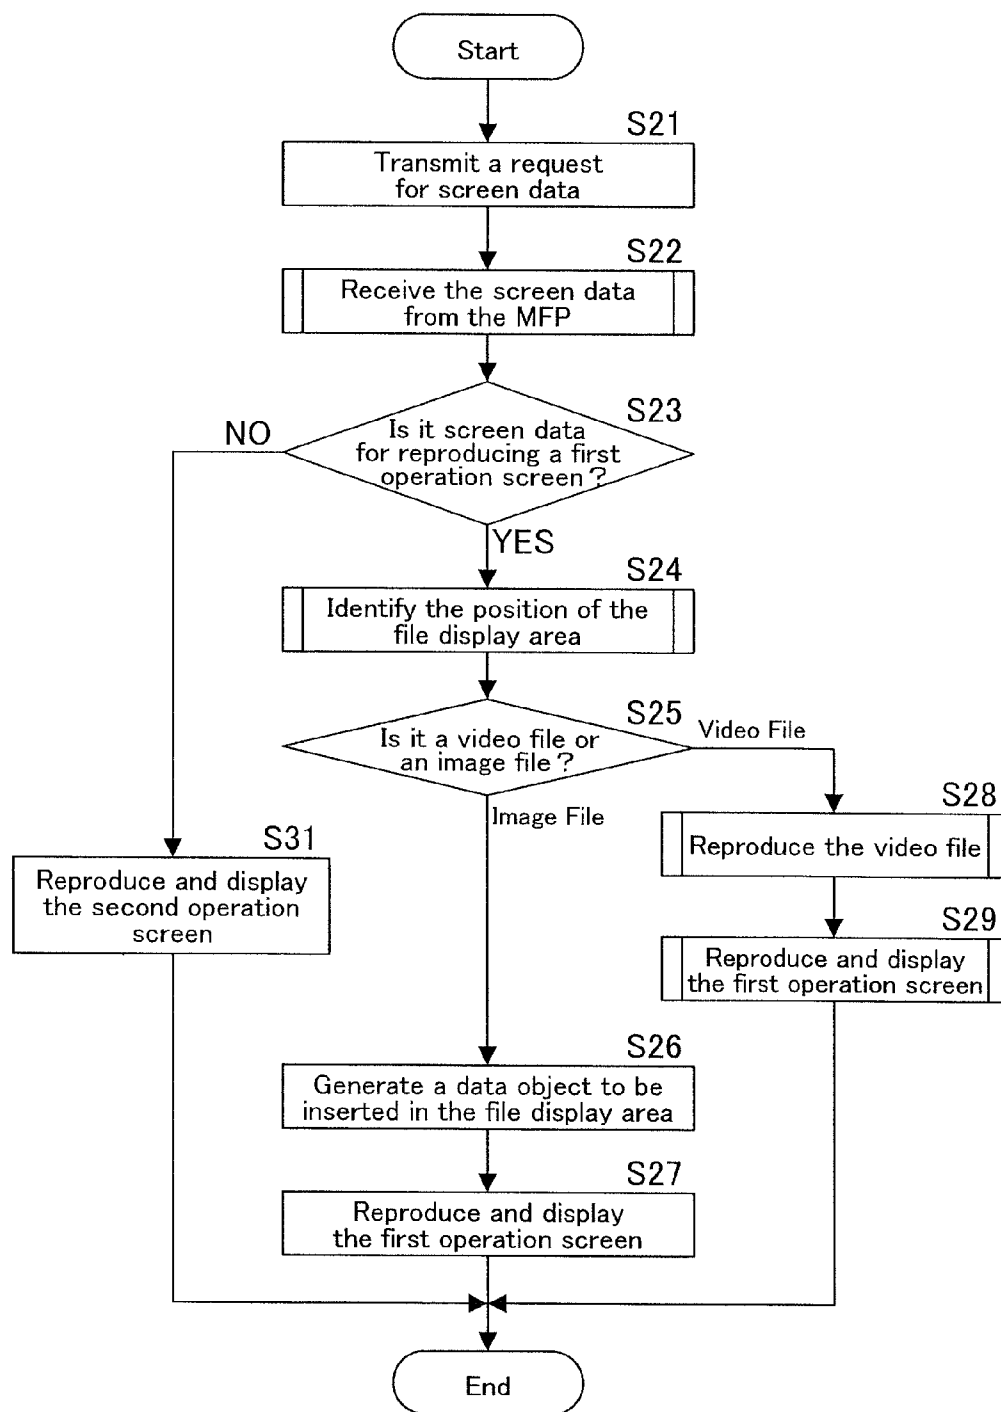 Start
S21
Transmit a request
for screen data
S22
Receive the screen data
from the MFP
S23
Is it screen data
for reproducing a first
operation screen?
NO
YES
S24
Identify the position of the
file display area
S25
Is it a video file or
an image file?
Video File
Image File
S28
Reproduce the video file
S31
Reproduce and display
the second operation
screen
S29
Reproduce and display
the first operation screen
S26
Generate a data object to be
inserted in the file display area
S27
Reproduce and display
the first operation screen
End